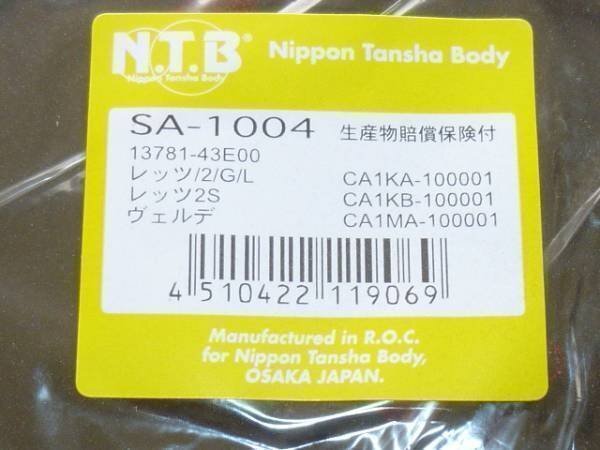 N.T.B® Nippon Tansha Body
Nippon Tansha Body
SA-1004 生産物賠償保険付
13781-43E00
レッツ/2/G/L CA1KA-100001
レッツ2S CA1KB-100001
ヴェルデ CA1MA-100001
4 510422 119069
Manufactured in R.O.C.
for Nippon Tansha Body,
OSAKA JAPAN.